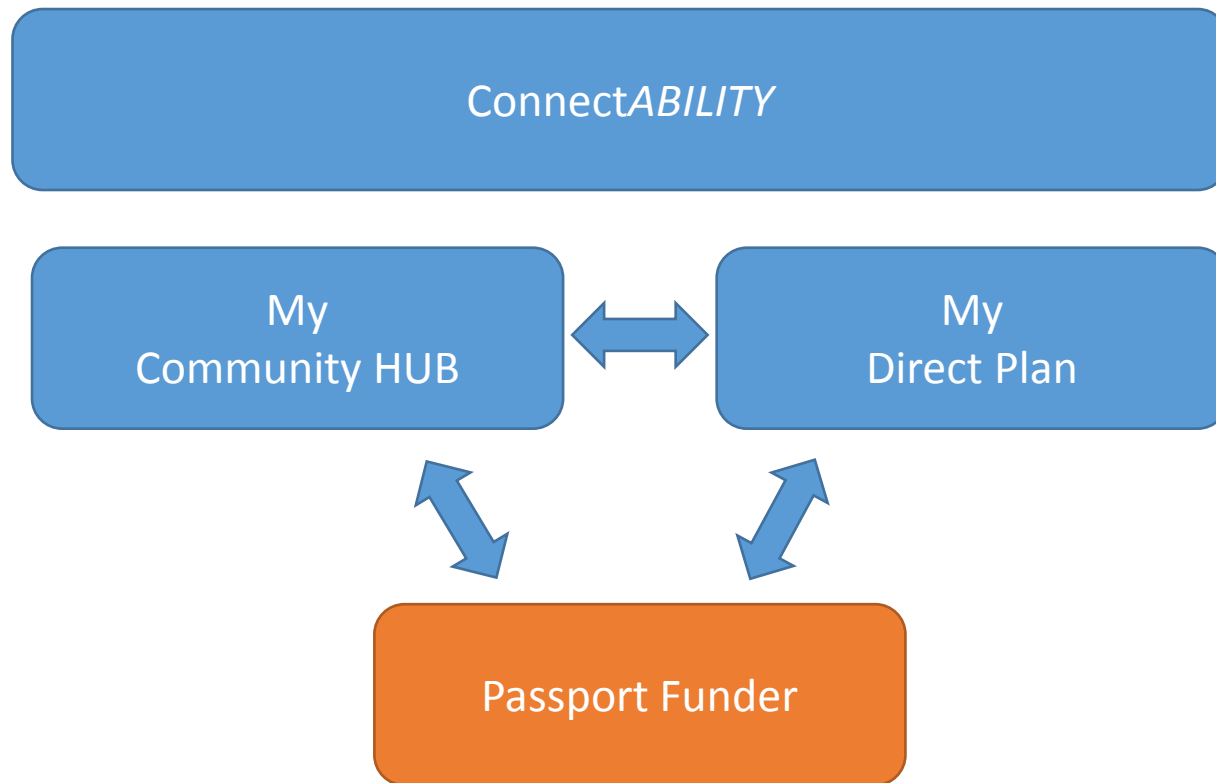 ConnectABILITY
My
Community HUB
My
Direct Plan
Passport Funder